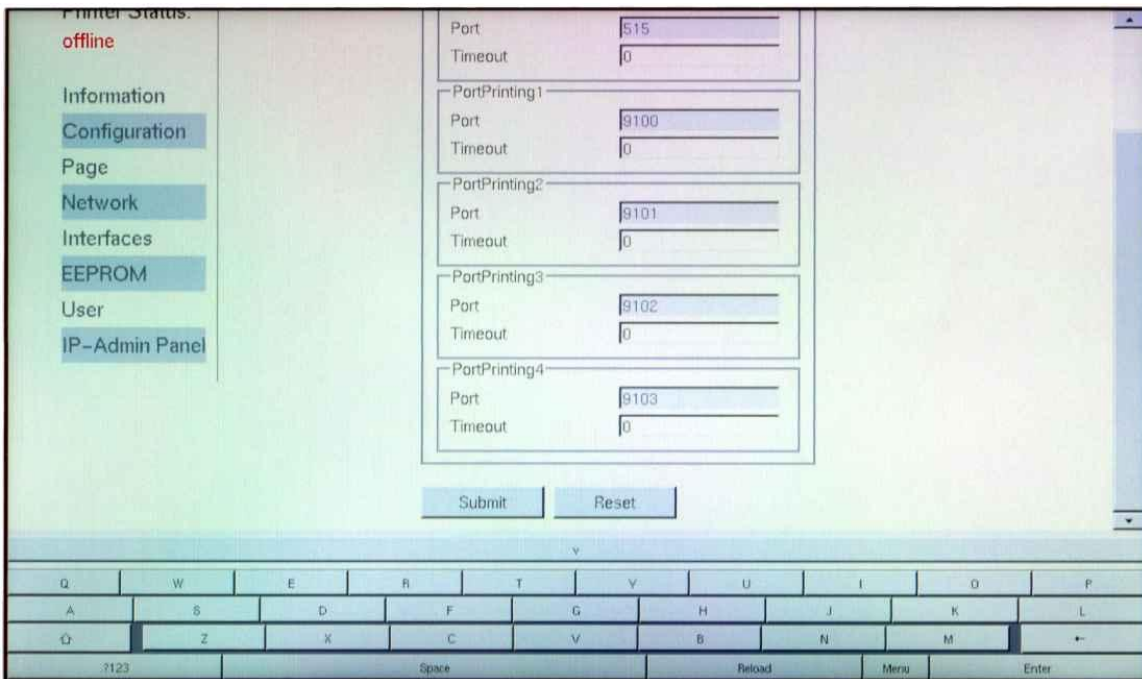 Printer Status:
offline
Information
Configuration
Page
Network
Interfaces
EEPROM
User
IP-Admin Panel
Port 515
Timeout 0
PortPrinting1
Port 9100
Timeout 0
PortPrinting2
Port 9101
Timeout 0
PortPrinting3
Port 9102
Timeout 0
PortPrinting4
Port 9103
Timeout 0
Submit Reset
Q W E R T Y U I O P
A S D F G H J K L
Z X C V B N M ←
?123 Space Reload Menu Enter